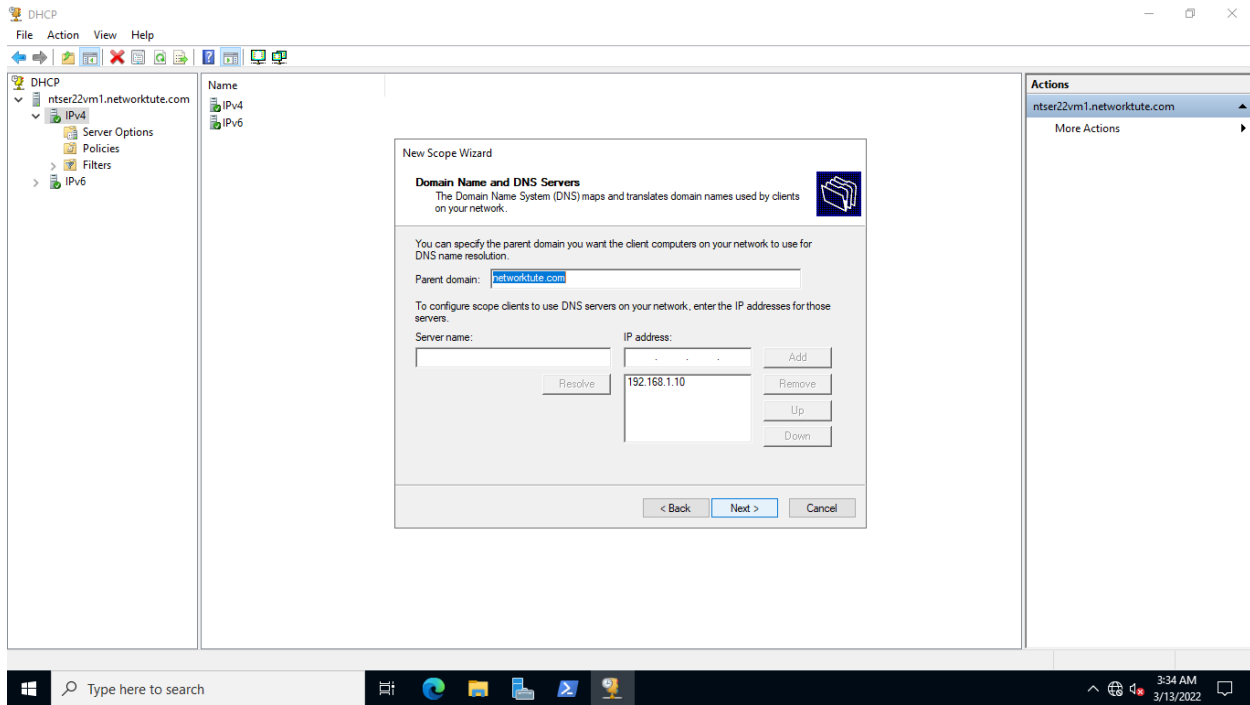 DHCP
File Action View Help
DHCP
ntser22vm1.networktute.com
IPv4
Server Options
Policies
Filters
IPv6
Name
IPv4
IPv6
New Scope Wizard
Domain Name and DNS Servers
The Domain Name System (DNS) maps and translates domain names used by clients
on your network.
You can specify the parent domain you want the client computers on your network to use for
DNS name resolution.
Parent domain: networktute.com
To configure scope clients to use DNS servers on your network, enter the IP addresses for those
servers.
Server name: IP address:
. . . Add
Resolve 192.168.1.10 Remove
Up
Down
< Back Next > Cancel
Actions
ntser22vm1.networktute.com
More Actions
Type here to search
3:34 AM
3/13/2022